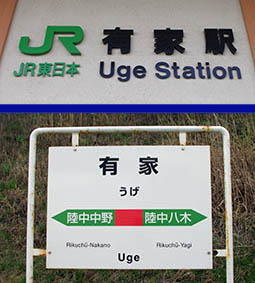 JR 有家駅
JR東日本 Uge Station
有家
うげ
陸中中野 陸中八木
Rikuchū-Nakano Rikuchū-Yagi
Uge